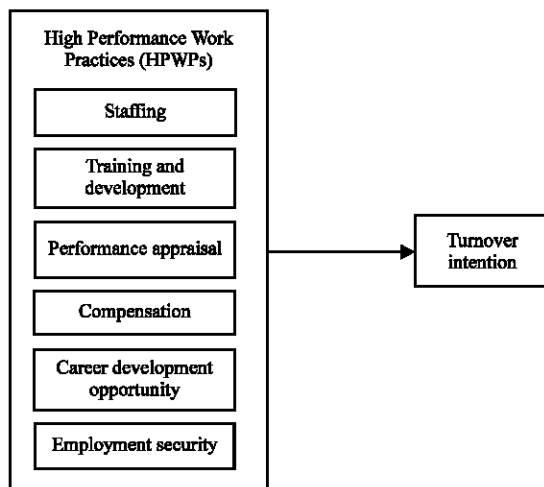 High Performance Work
Practices (HPWPs)
Staffing
Training and
development
Performance appraisal
Compensation
Career development
opportunity
Employment security
Turnover
intention